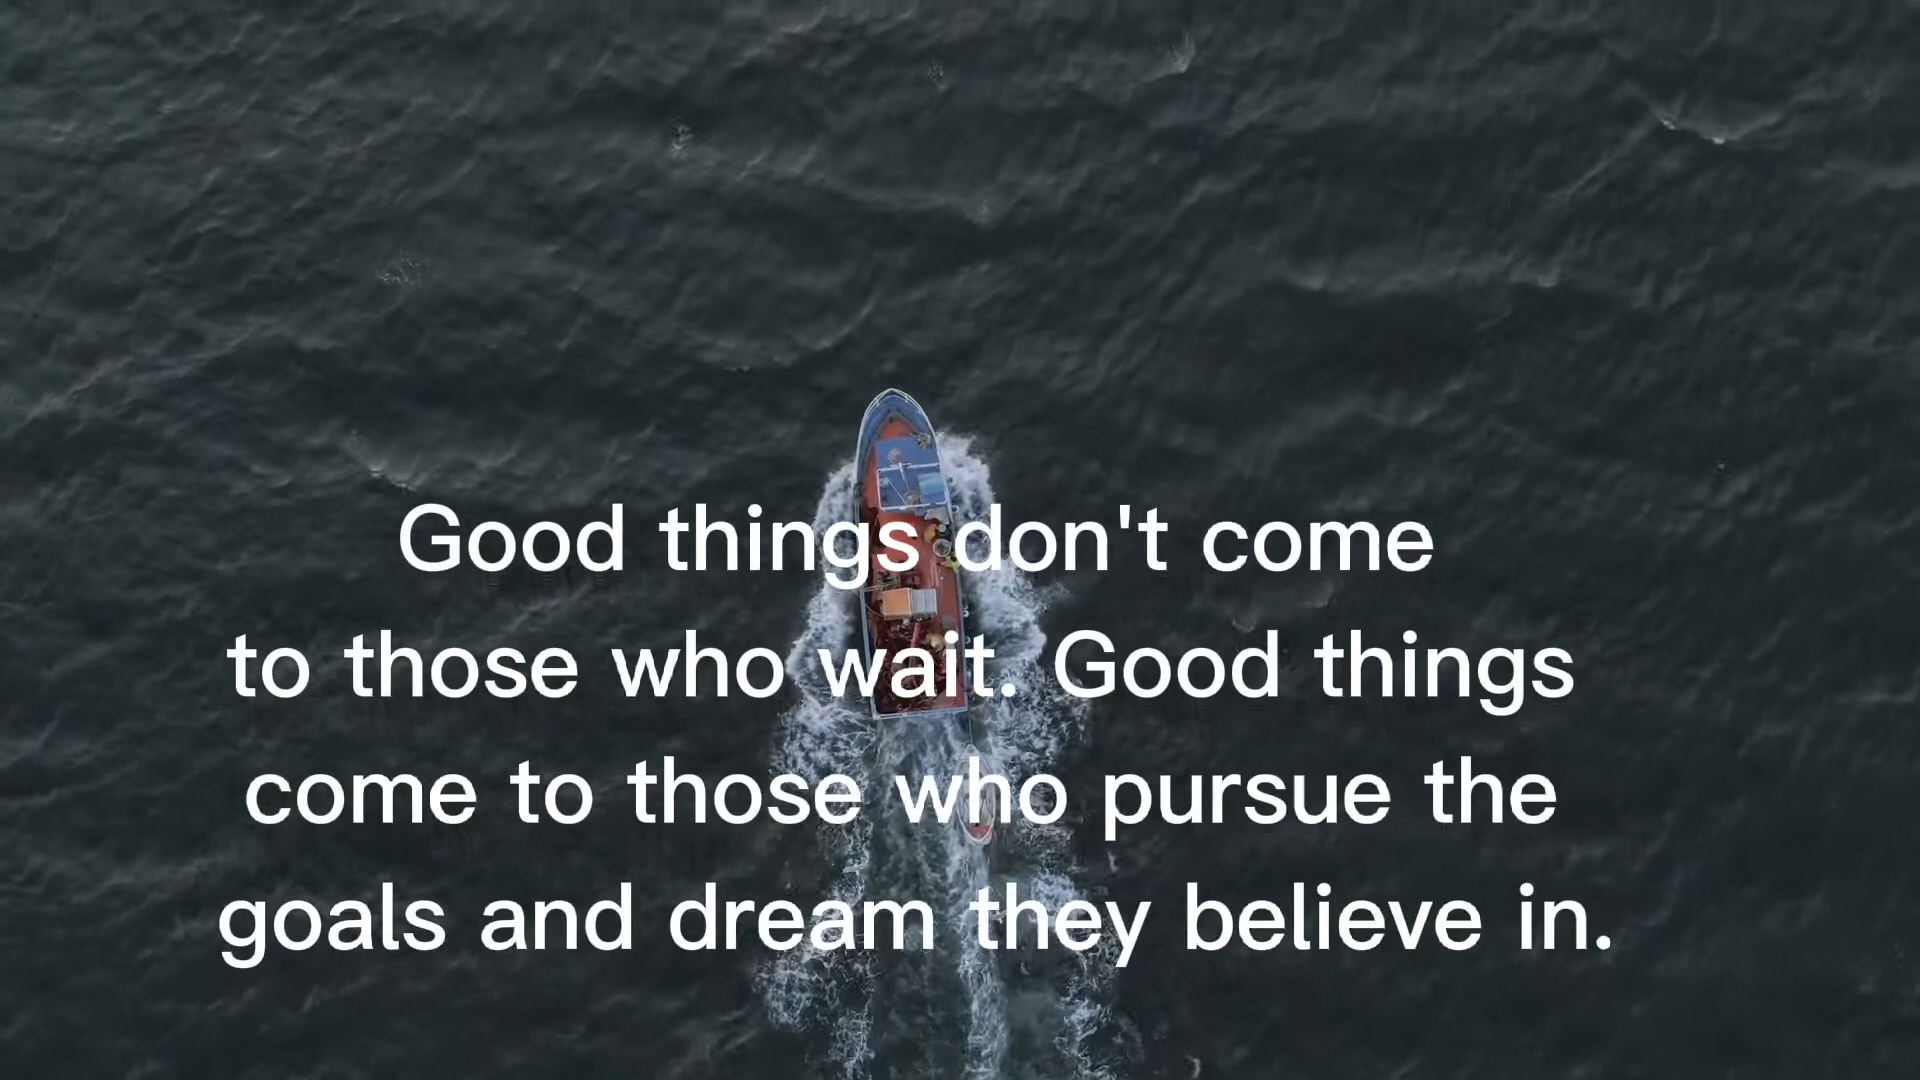 Good things don't come
to those who wait. Good things
come to those who pursue the
goals and dream they believe in.